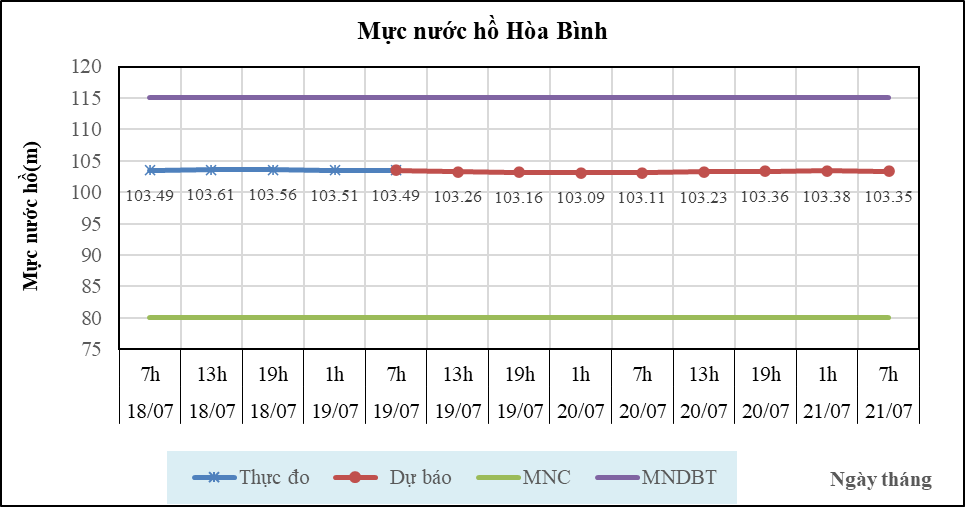 Mực nước hồ Hòa Bình
Mực nước hồ(m)
120
115
110
105
100
95
90
85
80
75
103.49 103.61 103.56 103.51 103.49 103.26 103.16 103.09 103.11 103.23 103.36 103.38 103.35
7h 13h 19h 1h 7h 13h 19h 1h 7h 13h 19h 1h 7h
18/07 18/07 18/07 19/07 19/07 19/07 19/07 20/07 20/07 20/07 20/07 21/07 21/07
Thực đo Dự báo MNC MNDBT Ngày tháng